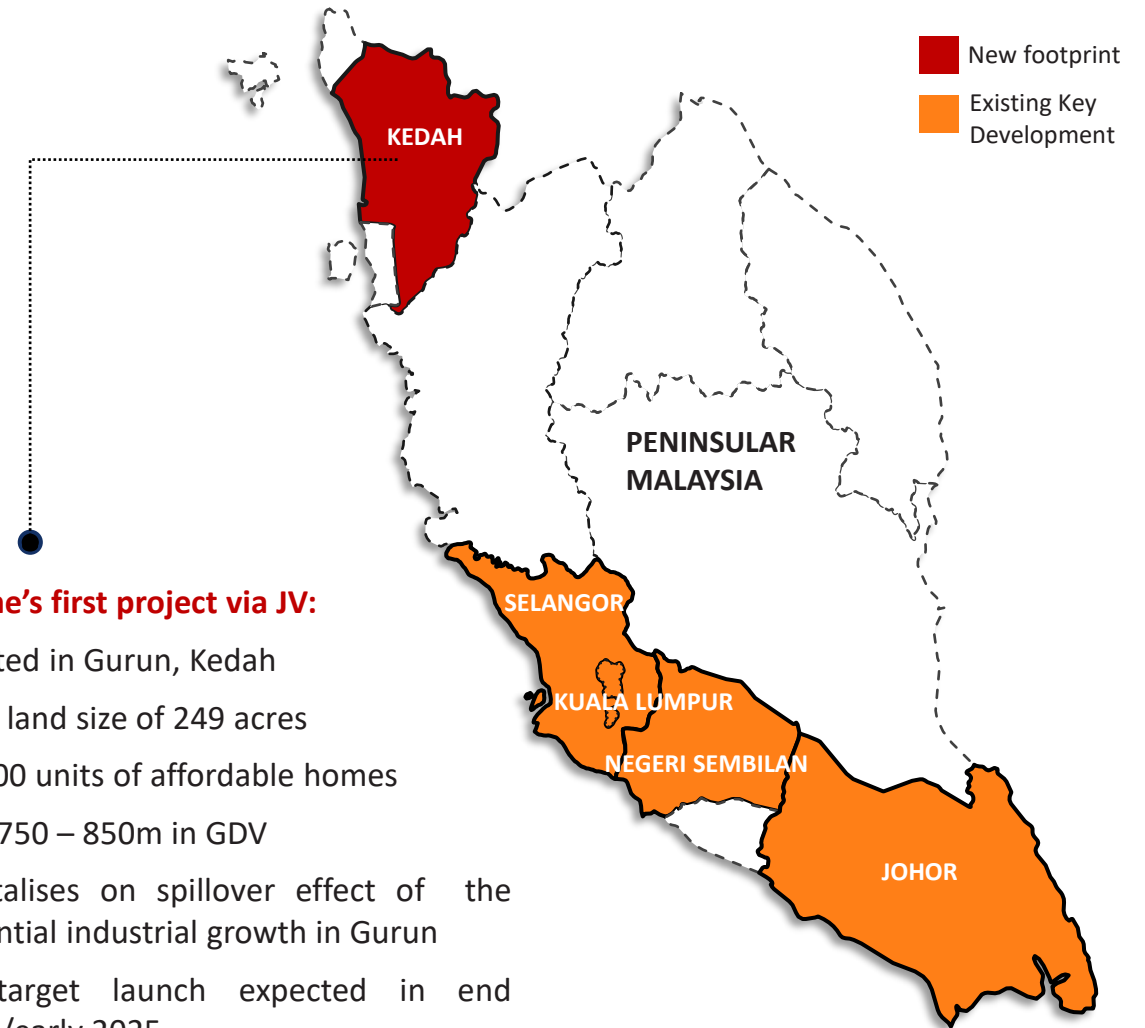 New footprint
Existing Key
Development
KEDAH
PENINSULAR
MALAYSIA
SELANGOR
KUALA LUMPUR
NEGERI SEMBILAN
JOHOR
first project via JV:
in Gurun, Kedah
land size of 249 acres
units of affordable homes
750 – 850m in GDV
on spillover effect of the
industrial growth in Gurun
target launch expected in end